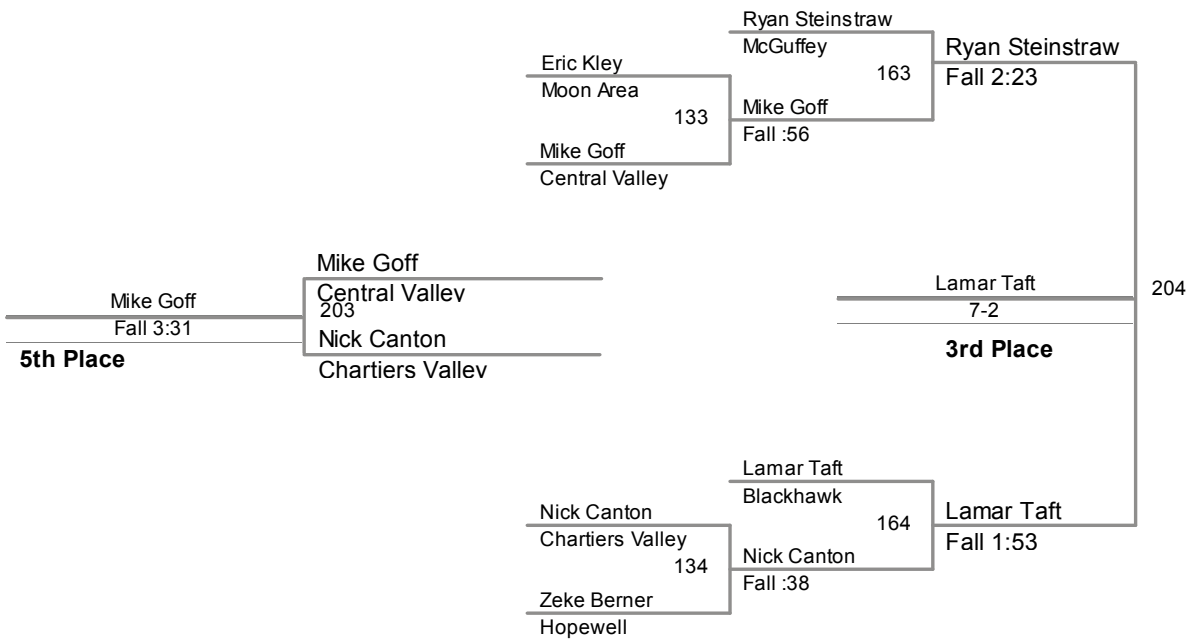 Ryan Steinstraw
McGuffey
163
Ryan Steinstraw
Fall 2:23
Eric Kley
Moon Area
133
Mike Goff
Fall :56
Mike Goff
Central Valley
Mike Goff
Central Valley
203
Nick Canton
Chartiers Valley
Mike Goff
Fall 3:31
5th Place
Lamar Taft
7-2
3rd Place
204
Lamar Taft
Blackhawk
164
Lamar Taft
Fall 1:53
Nick Canton
Chartiers Valley
134
Nick Canton
Fall :38
Zeke Berner
Hopewell